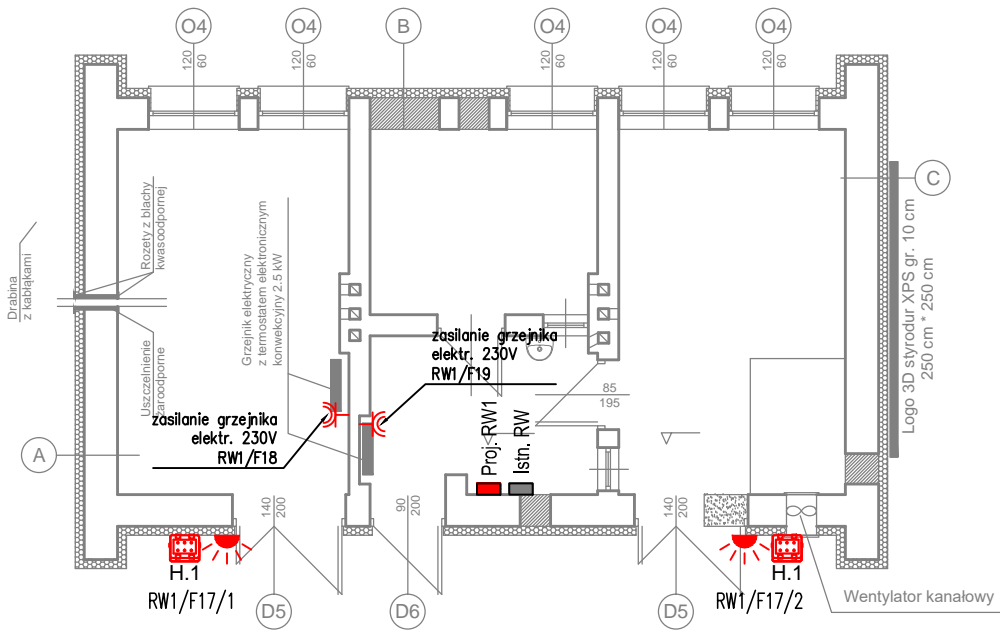 O4
O4
B
O4
O4
O4
120
60
120
60
120
60
120
60
120
60
C
Logo 3D styrodur XPS gr. 10 cm
250 cm * 250 cm
Drabina
z kabłąkami
Rozety z blachy
kwasoodpornej
Grzejnik elektryczny
z termostatem elektronicznym
konwekcyjny 2.5 kW
Uszczelnienie
żaroodporne
zasilanie grzejnika
elektr. 230V
RW1/F19
85
195
zasilanie grzejnika
elektr. 230V
RW1/F18
Proj. RW1
Istn. RW
A
140
200
90
200
140
200
H.1
RW1/F17/1
H.1
RW1/F17/2
D5
D6
D5
Wentylator kanałowy